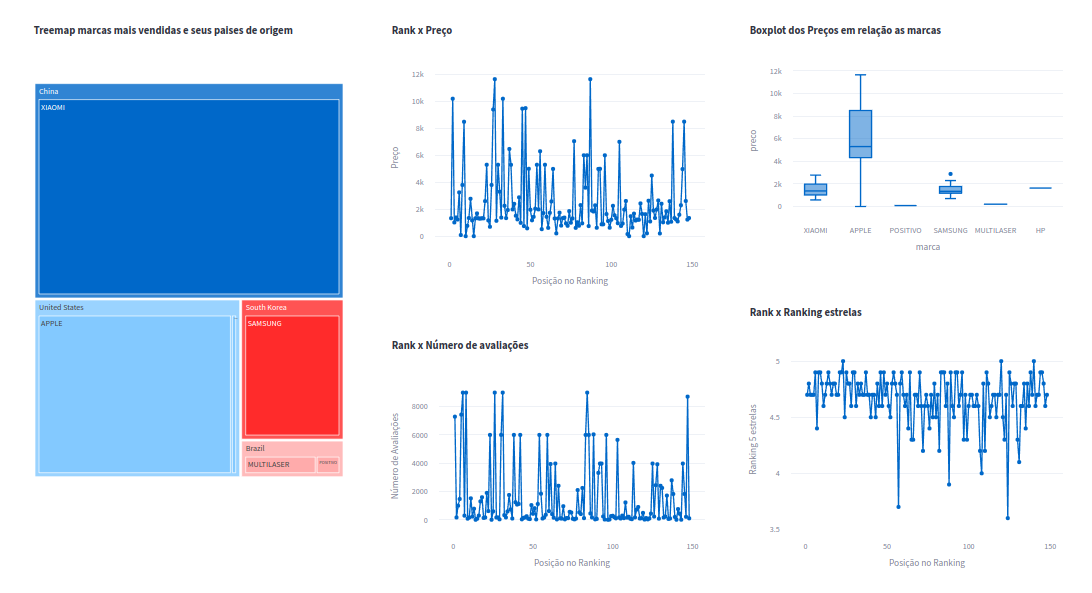 Treemap marcas mais vendidas e seus paises de origem
China
XIAOMI
United States
APPLE
South Korea
SAMSUNG
Brazil
MULTILASER
Rank x Preço
12k
10k
8k
6k
4k
2k
0
Preço
0 50 100 150
Posição no Ranking
Rank x Número de avaliações
8000
6000
4000
2000
0
Número de Avaliações
0 50 100 150
Posição no Ranking
Boxplot dos Preços em relação as marcas
12k
10k
8k
6k
4k
2k
0
preco
XIAOMI APPLE POSITIVO SAMSUNG MULTILASER HP
marca
Rank x Ranking estrelas
5
4.5
4
3.5
Ranking 5 estrelas
0 50 100 150
Posição no Ranking